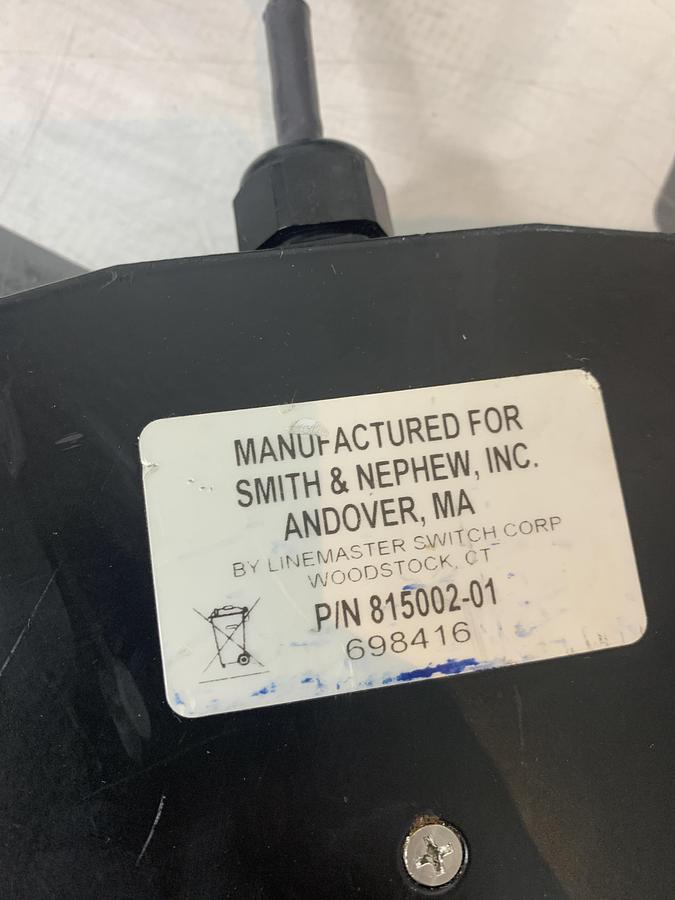 MANUFACTURED FOR
SMITH & NEPHEW, INC.
ANDOVER, MA
BY LINEMASTER SWITCH CORP
WOODSTOCK, CT
P/N 815002-01
698416